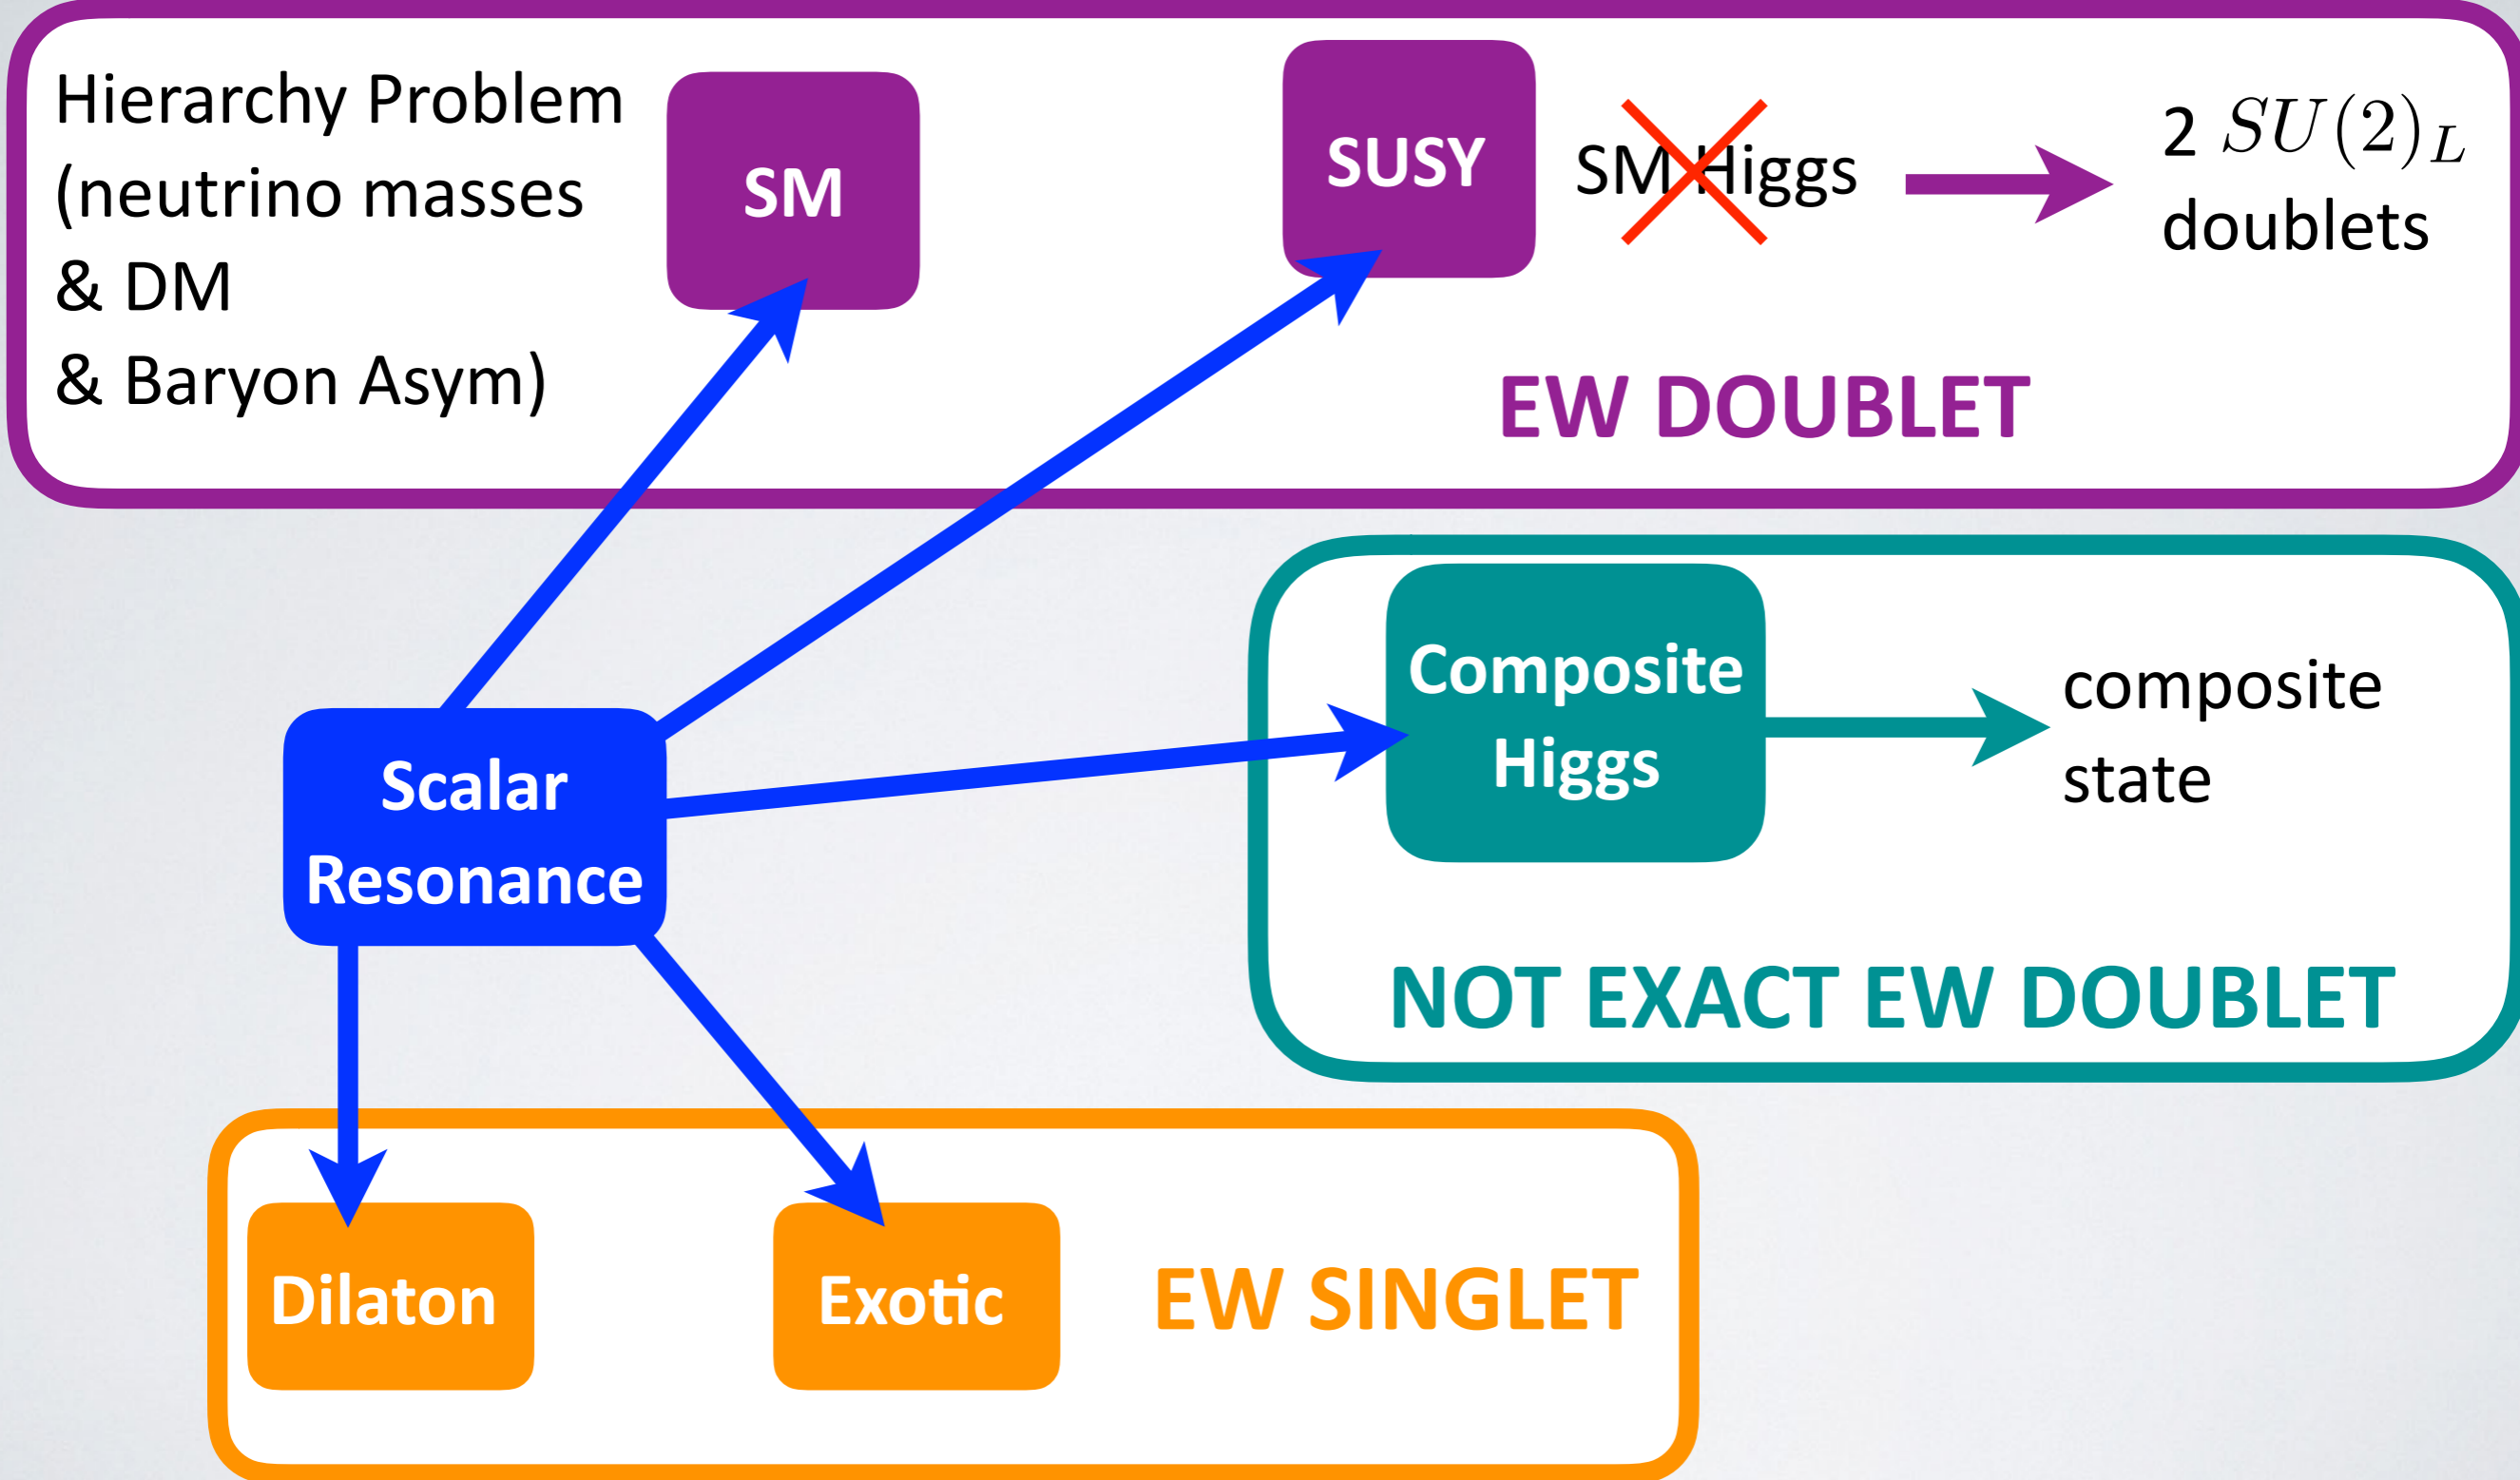 Hierarchy Problem
(neutrino masses
& DM
& Baryon Asym)
SM
SUSY
SM Higgs
2 SU(2)_L
doublets
EW DOUBLET
Composite
Higgs
composite
state
NOT EXACT EW DOUBLET
Scalar
Resonance
Dilaton
Exotic
EW SINGLET